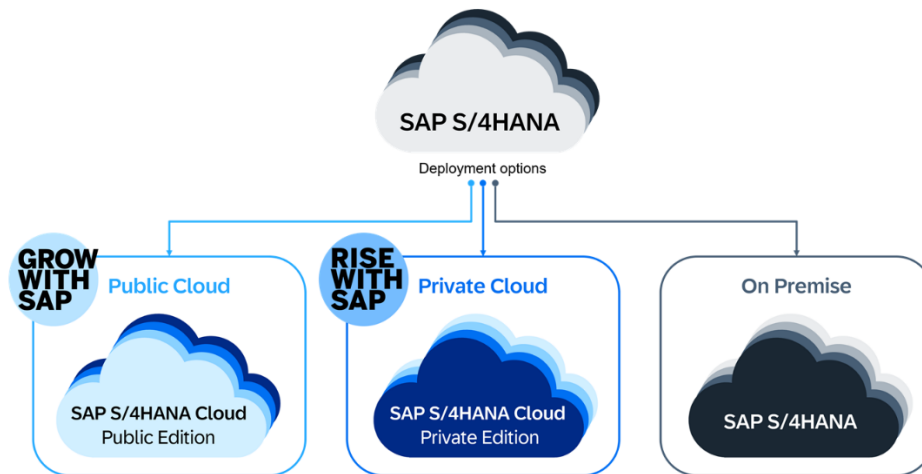 SAP S/4HANA
Deployment options
GROW
WITH
SAP
Public Cloud
SAP S/4HANA Cloud
Public Edition
RISE
WITH
SAP
Private Cloud
SAP S/4HANA Cloud
Private Edition
On Premise
SAP S/4HANA